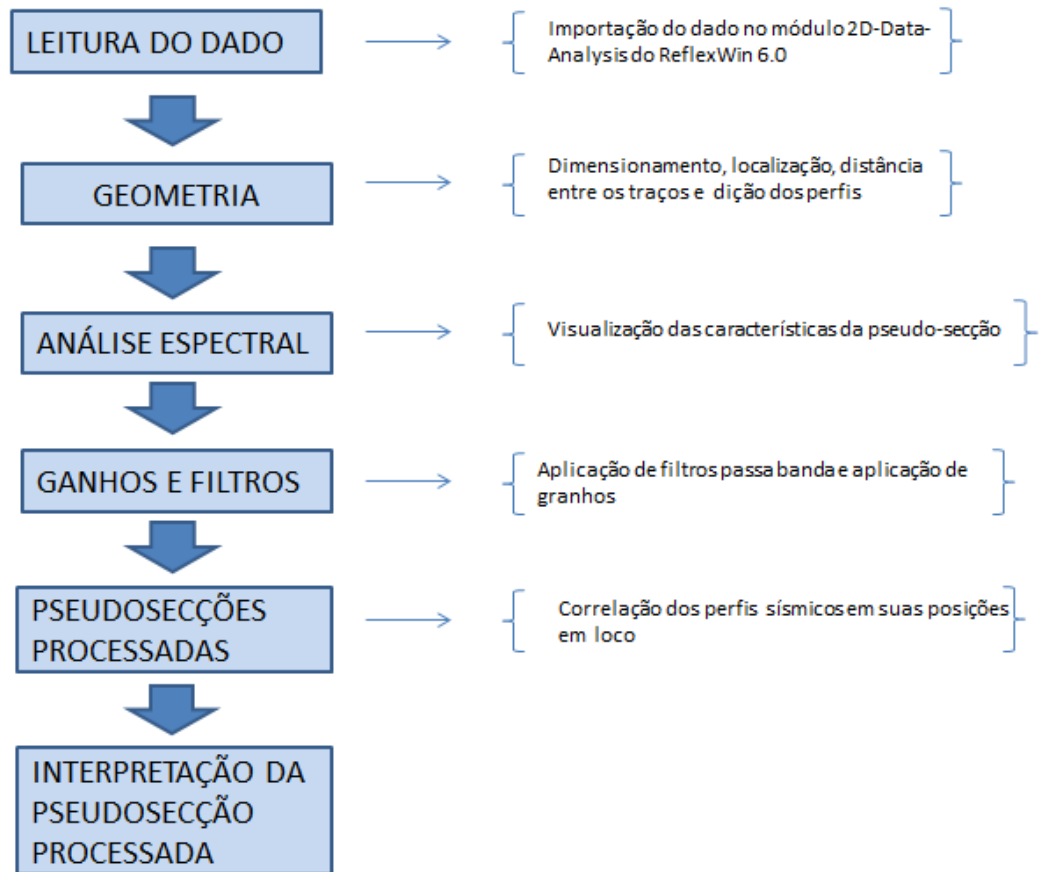 LEITURA DO DADO
Importação do dado no módulo 2D-Data-
Analysis do ReflexWin 6.0
GEOMETRIA
Dimensionamento, localização, distância
entre os traços e dição dos perfis
ANÁLISE ESPECTRAL
Visualização das características da pseudo-secção
GANHOS E FILTROS
Aplicação de filtros passa banda e aplicação de
granhos
PSEUDOSECÇÕES
PROCESSADAS
Correlação dos perfis sísmicos em suas posições
em loco
INTERPRETAÇÃO DA
PSEUDOSECÇÃO
PROCESSADA